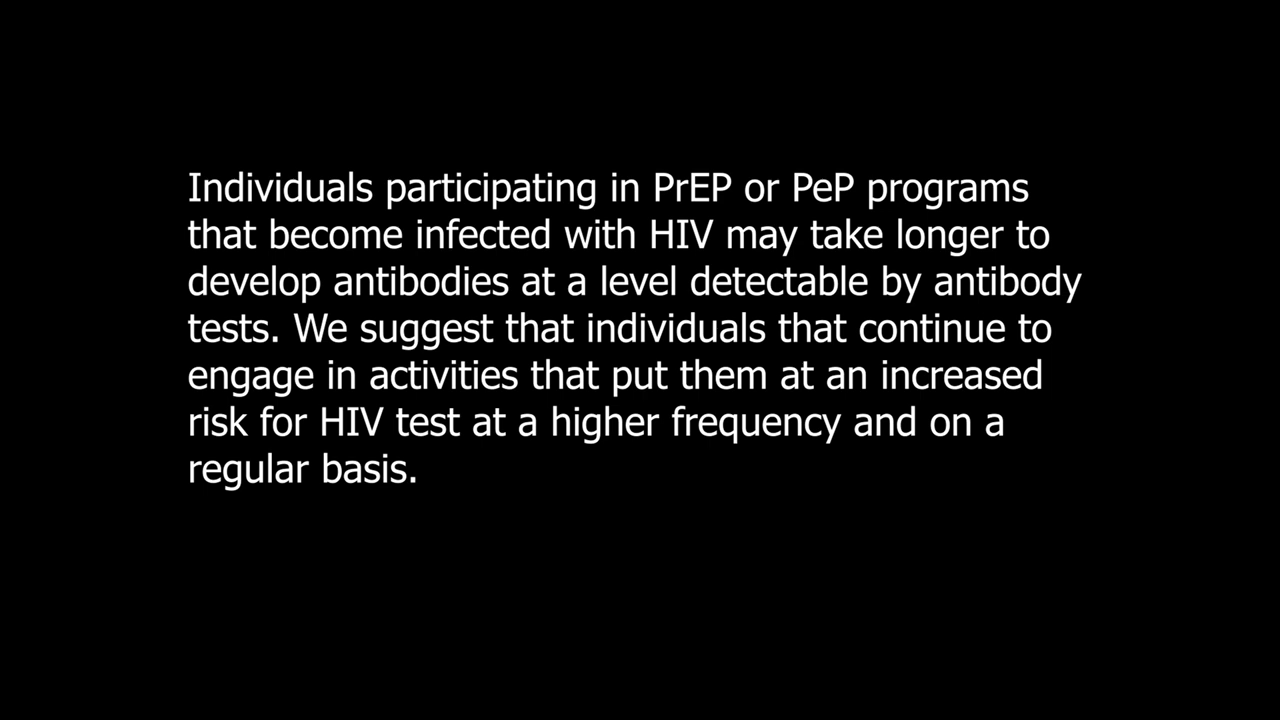 Individuals participating in PrEP or PeP programs
that become infected with HIV may take longer to
develop antibodies at a level detectable by antibody
tests. We suggest that individuals that continue to
engage in activities that put them at an increased
risk for HIV test at a higher frequency and on a
regular basis.